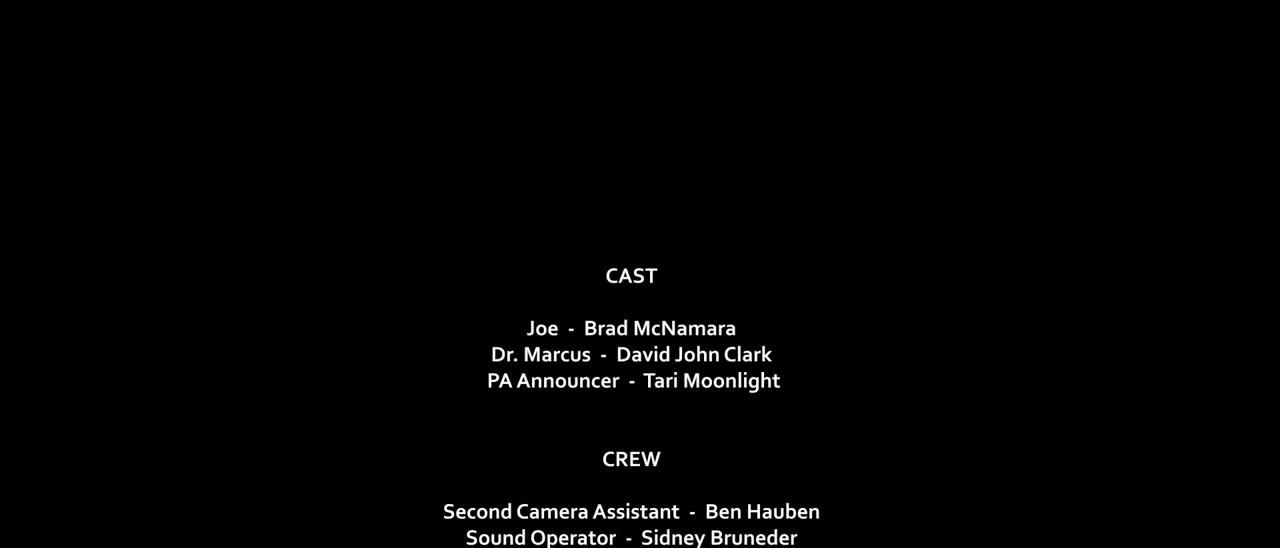 CAST
Joe - Brad McNamara
Dr. Marcus - David John Clark
PA Announcer - Tari Moonlight
CREW
Second Camera Assistant - Ben Hauben
Sound Operator - Sidney Bruneder